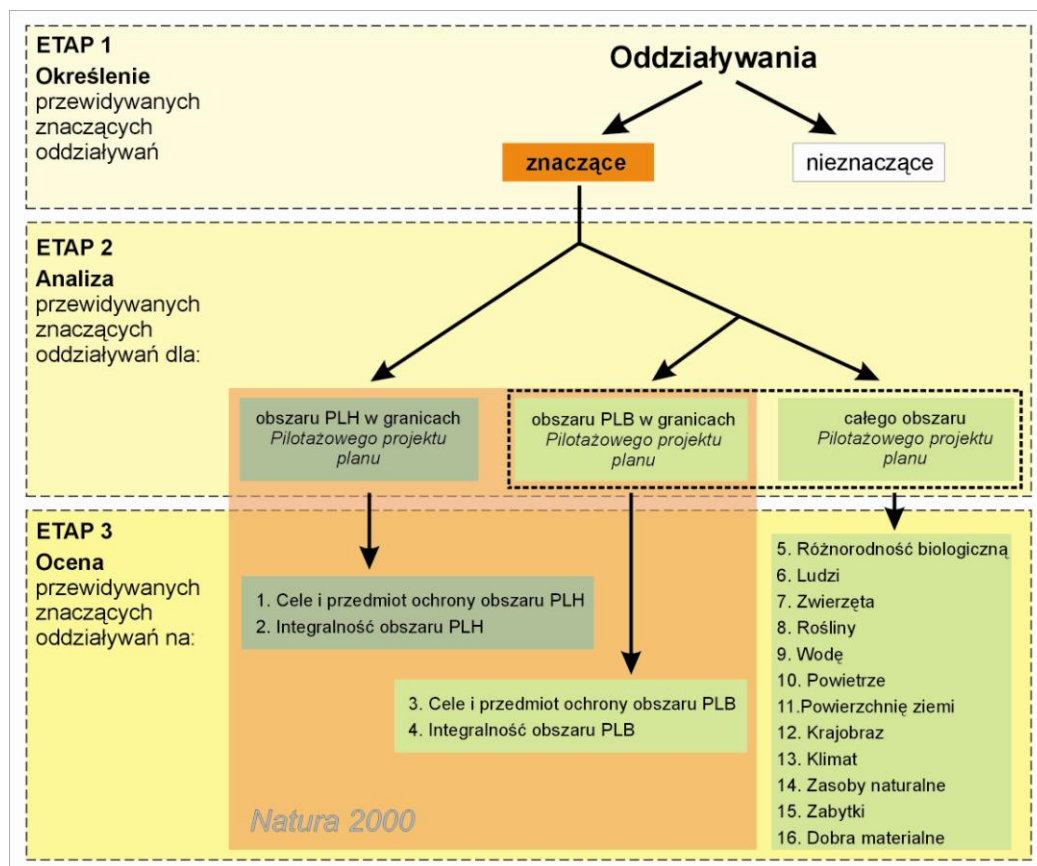 ETAP 1
Określenie
przewidywanych
znaczących
oddziaływań
Oddziaływania
znaczące
nieznaczące
ETAP 2
Analiza
przewidywanych
znaczących
oddziaływań dla:
obszaru PLH w granicach
Pilotażowego projektu
planu
obszaru PLB w granicach
Pilotażowego projektu
planu
całego obszaru
Pilotażowego projektu
planu
ETAP 3
Ocena
przewidywanych
znaczących
oddziaływań na:
1. Cele i przedmiot ochrony obszaru PLH
2. Integralność obszaru PLH
3. Cele i przedmiot ochrony obszaru PLB
4. Integralność obszaru PLB
5. Różnorodność biologiczną
6. Ludzi
7. Zwierzęta
8. Rośliny
9. Wodę
10. Powietrze
11.Powierzchnię ziemi
12. Krajobraz
13. Klimat
14. Zasoby naturalne
15. Zabytki
16. Dobra materialne
Natura 2000